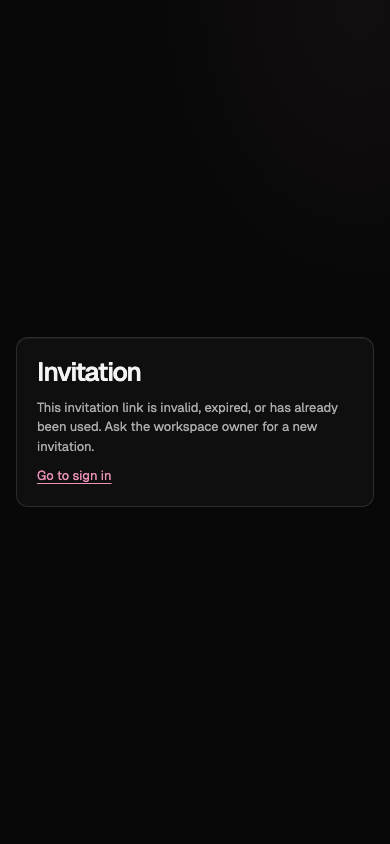 Invitation
This invitation link is invalid, expired, or has already
been used. Ask the workspace owner for a new
invitation.
Go to sign in